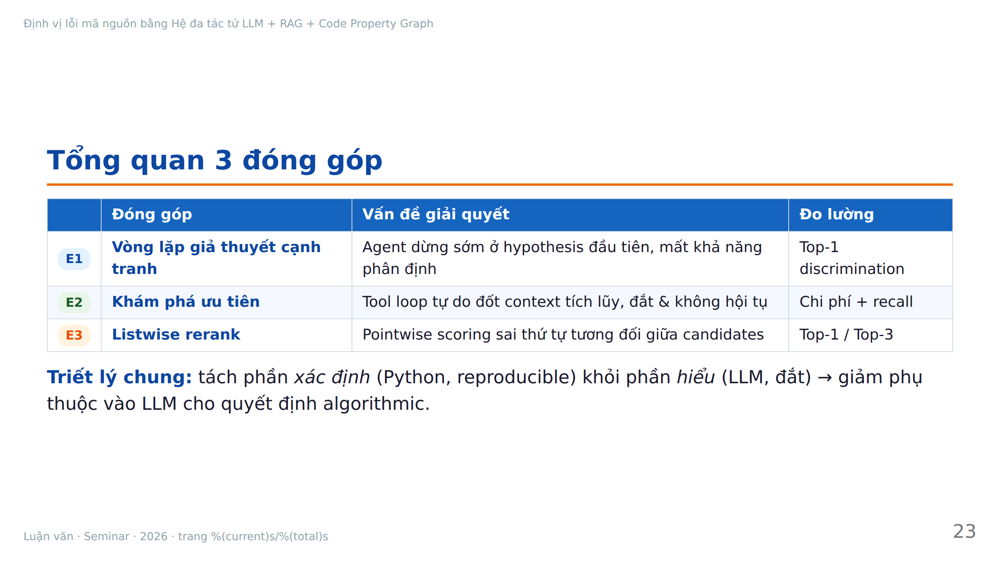 Định vị lỗi mã nguồn bằng Hệ đa tác tử LLM + RAG + Code Property Graph
Tổng quan 3 đóng góp
Đóng góp
Vấn đề giải quyết
Đo lường
E1
Vòng lặp giả thuyết cạnh
tranh
Agent dừng sớm ở hypothesis đầu tiên, mất khả năng
phân định
Top-1
discrimination
E2
Khám phá ưu tiên
Tool loop tự do đốt context tích lũy, đắt & không hội tụ
Chi phí + recall
E3
Listwise rerank
Pointwise scoring sai thứ tự tương đối giữa candidates
Top-1 / Top-3
Triết lý chung: tách phần xác định (Python, reproducible) khỏi phần hiểu (LLM, đắt) → giảm phụ
thuộc vào LLM cho quyết định algorithmic.
Luận văn · Seminar · 2026 · trang %(current)s/%(total)s
23